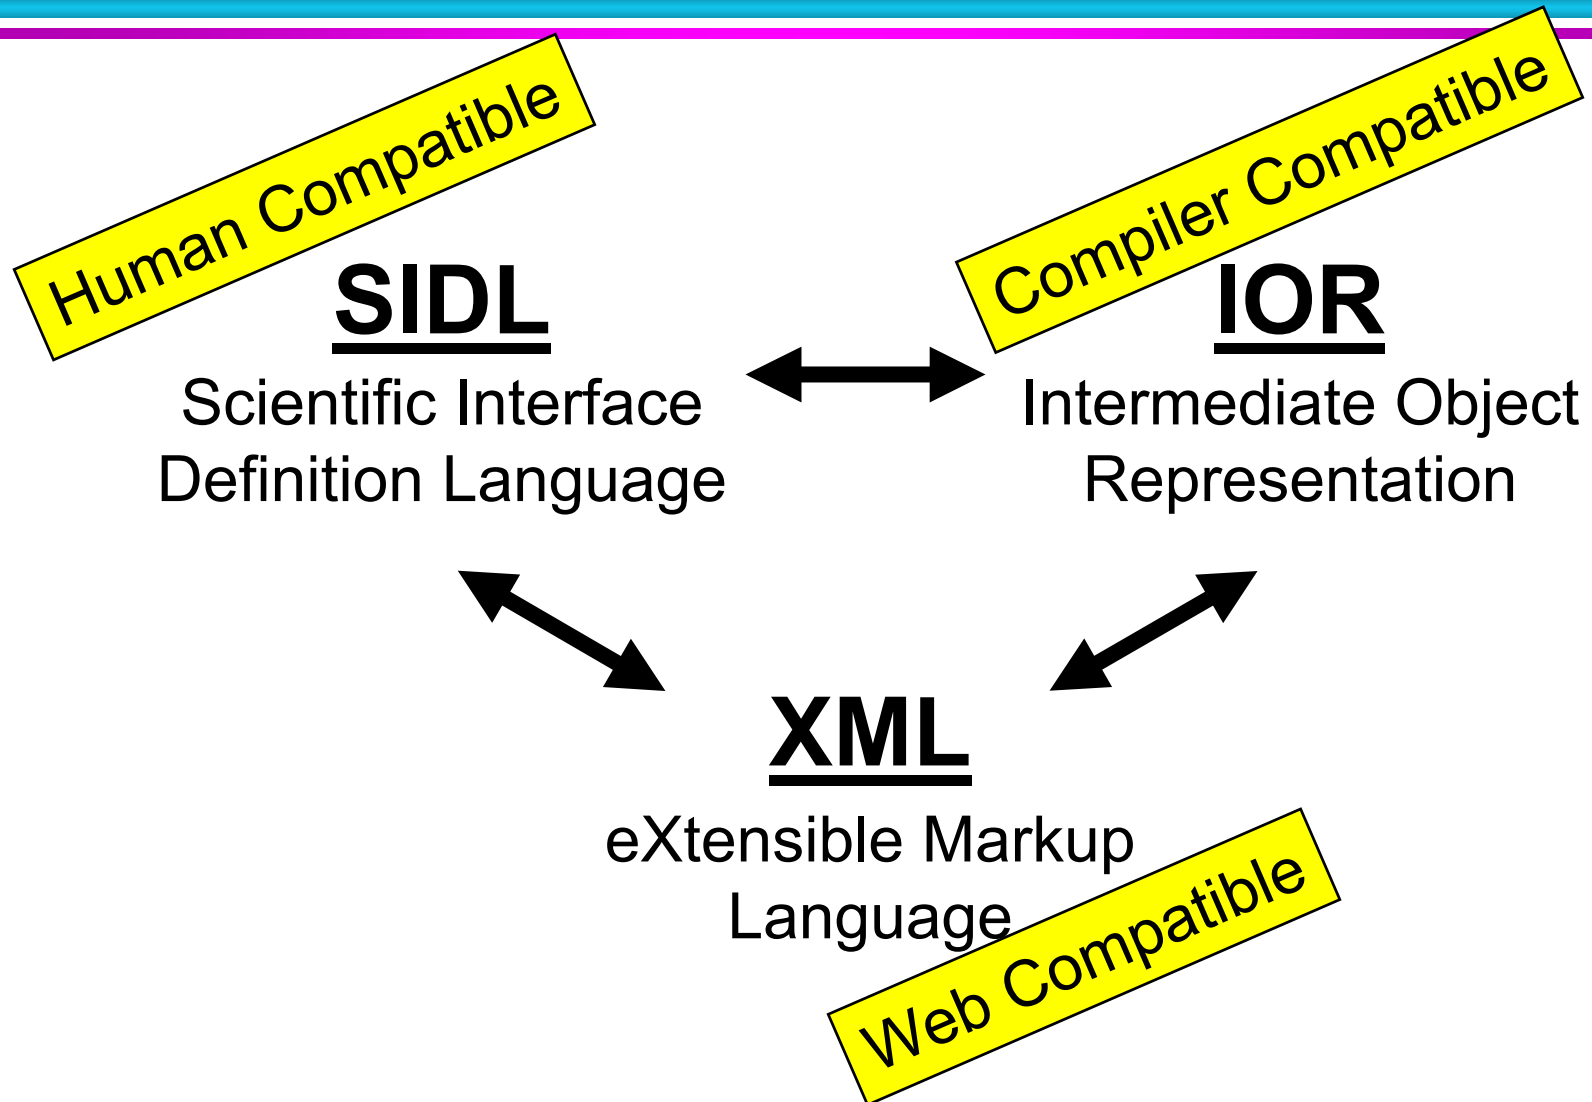 Human Compatible
SIDL
Scientific Interface
Definition Language
Compiler Compatible
IOR
Intermediate Object
Representation
XML
eXtensible Markup
Language
Web Compatible